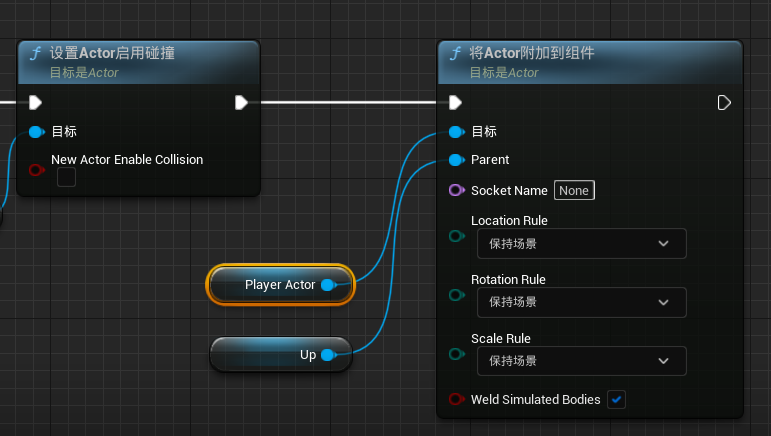 设置Actor启用碰撞
目标是Actor
目标
New Actor Enable Collision
将Actor附加到组件
目标是Actor
目标
Parent
Socket Name None
Location Rule
保持场景
Rotation Rule
保持场景
Scale Rule
保持场景
Weld Simulated Bodies
Player Actor
Up